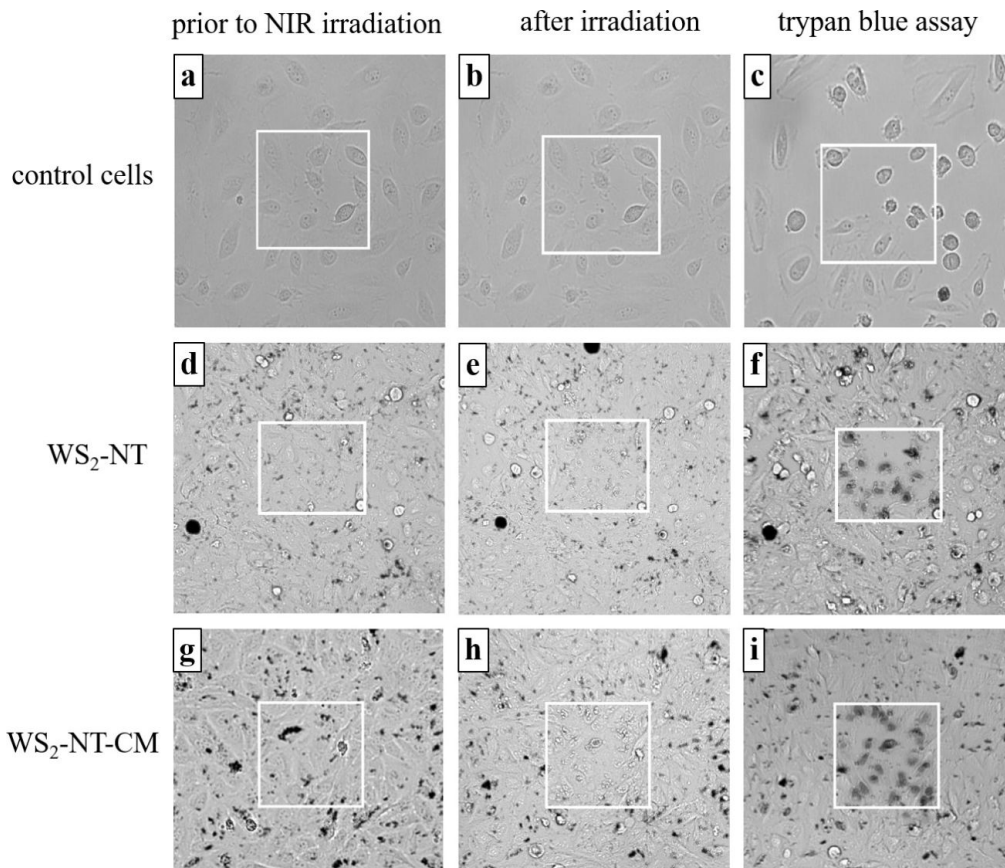 prior to NIR irradiation
after irradiation
trypan blue assay
control cells
a
b
c
WS₂-NT
d
e
f
WS₂-NT-CM
g
h
i